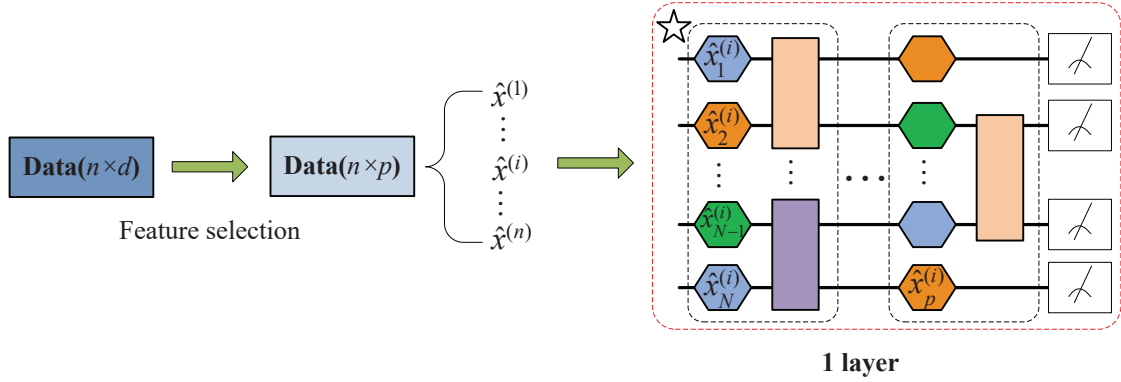 Data(n×d)
Feature selection
Data(n×p)
x̂^(1)
⋮
x̂^(i)
⋮
x̂^(n)
x̂_1^(i)
x̂_2^(i)
⋮ ⋮ ⋯ ⋮
x̂_{N−1}^(i)
x̂_N^(i)
x̂_p^(i)
1 layer